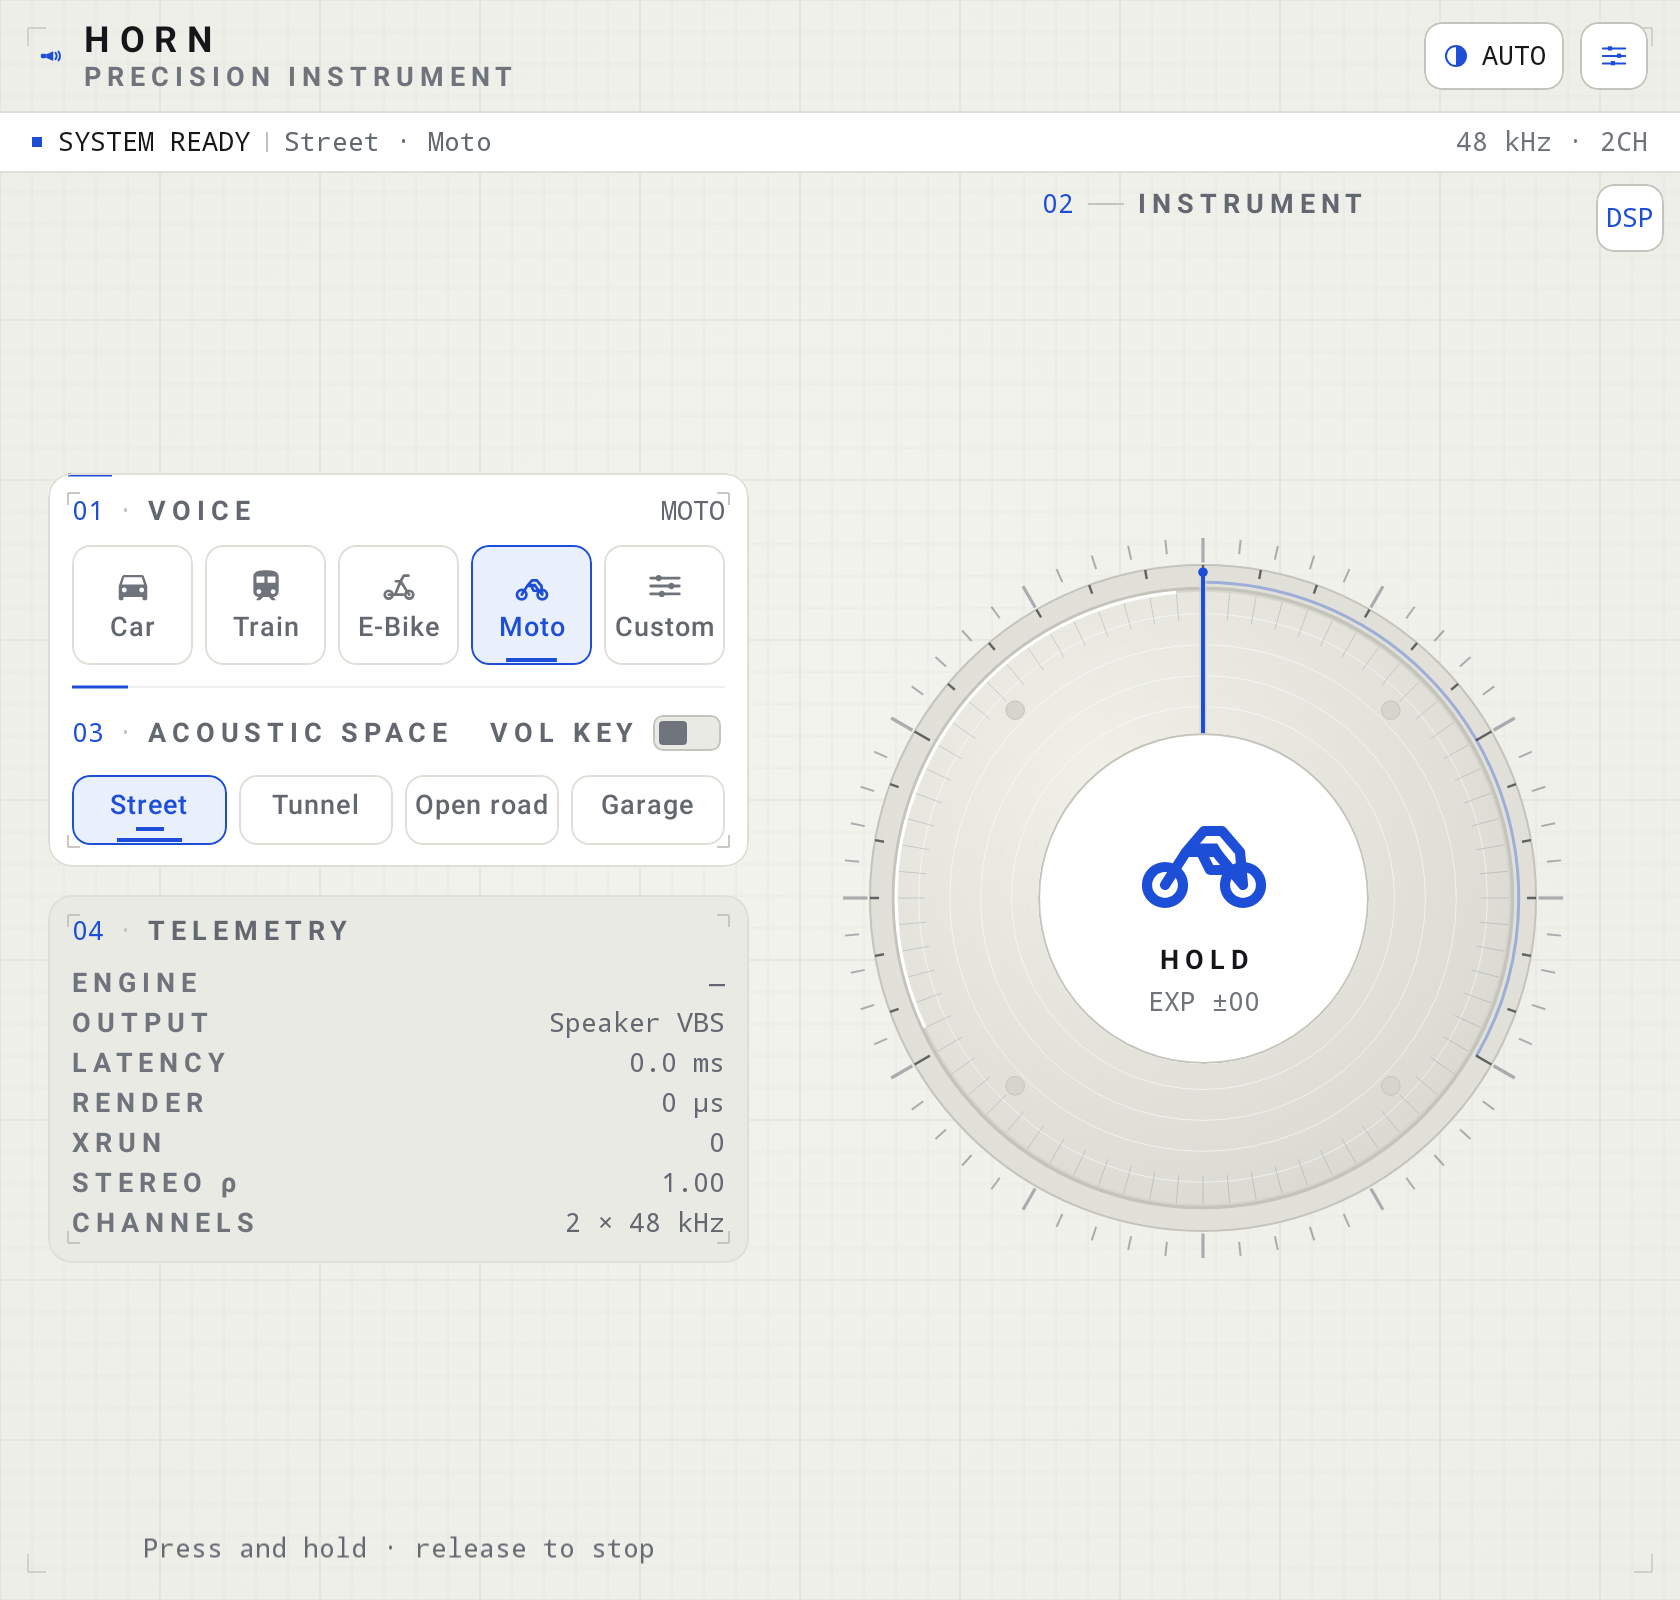 HORN
PRECISION INSTRUMENT
AUTO
SYSTEM READY | Street · Moto
48 kHz · 2CH
02 — INSTRUMENT
DSP
01 · VOICE
MOTO
Car
Train
E-Bike
Moto
Custom
03 · ACOUSTIC SPACE
VOL KEY
Street
Tunnel
Open road
Garage
04 · TELEMETRY
ENGINE —
OUTPUT Speaker VBS
LATENCY 0.0 ms
RENDER 0 µs
XRUN 0
STEREO ρ 1.00
CHANNELS 2 × 48 kHz
HOLD
EXP ±00
Press and hold · release to stop